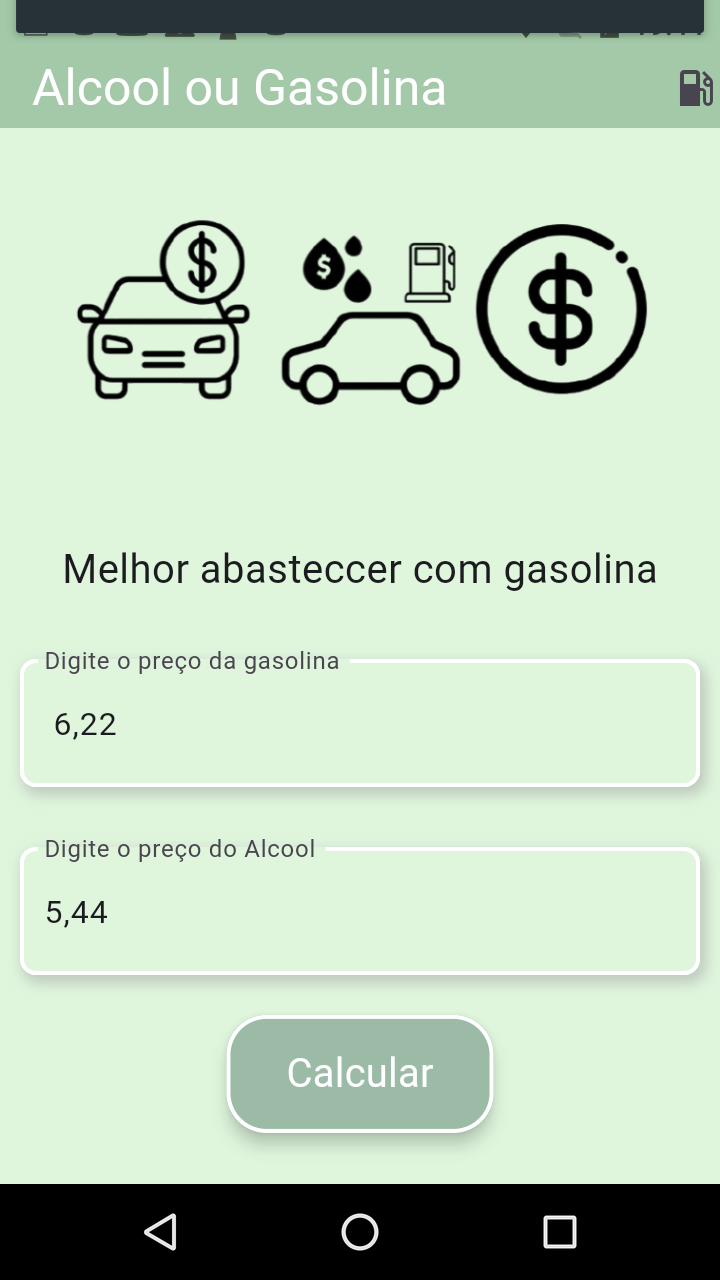 Alcool ou Gasolina
Melhor abasteccer com gasolina
Digite o preço da gasolina
6,22
Digite o preço do Alcool
5,44
Calcular